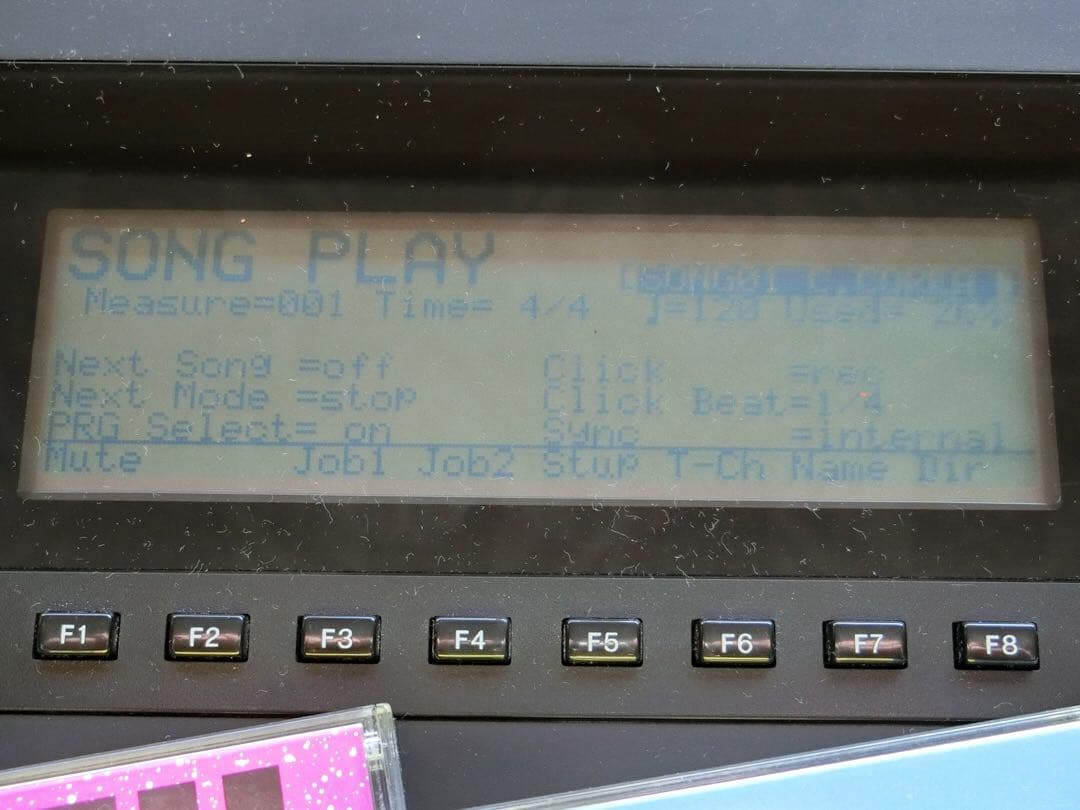 SONG PLAY
Measure=001 Time= 4/4 ♩=120 Used=
Next Song =off Click =rec
Next Mode =stop Click Beat=1/4
PRG Select= on Sync =internal
Mute Job1 Job2 Stup T-Ch Name Dir
F1 F2 F3 F4 F5 F6 F7 F8